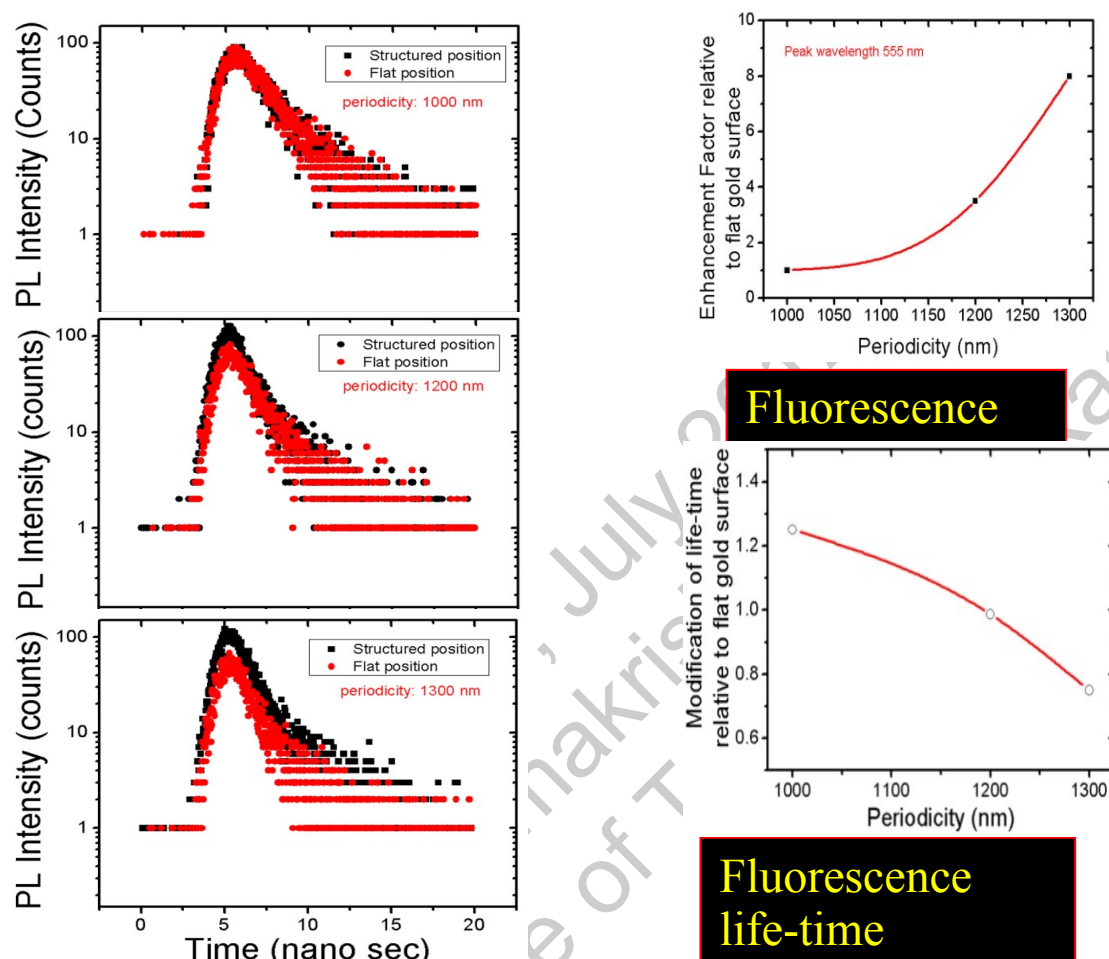 PL Intensity (Counts)
100
10
1
Structured position
Flat position
periodicity: 1000 nm
PL Intensity (counts)
100
10
1
Structured position
Flat position
periodicity: 1200 nm
PL Intensity (counts)
100
10
1
Structured position
Flat position
periodicity: 1300 nm
0 5 10 15 20
Time (nano sec)
Enhancement Factor relative
to flat gold surface
10
8
6
4
2
0
Peak wavelength 555 nm
1000 1050 1100 1150 1200 1250 1300
Periodicity (nm)
Fluorescence
Modification of life-time
relative to flat gold surface
1.4
1.2
1.0
0.8
0.6
1000 1100 1200 1300
Periodicity (nm)
Fluorescence
life-time
, July
of